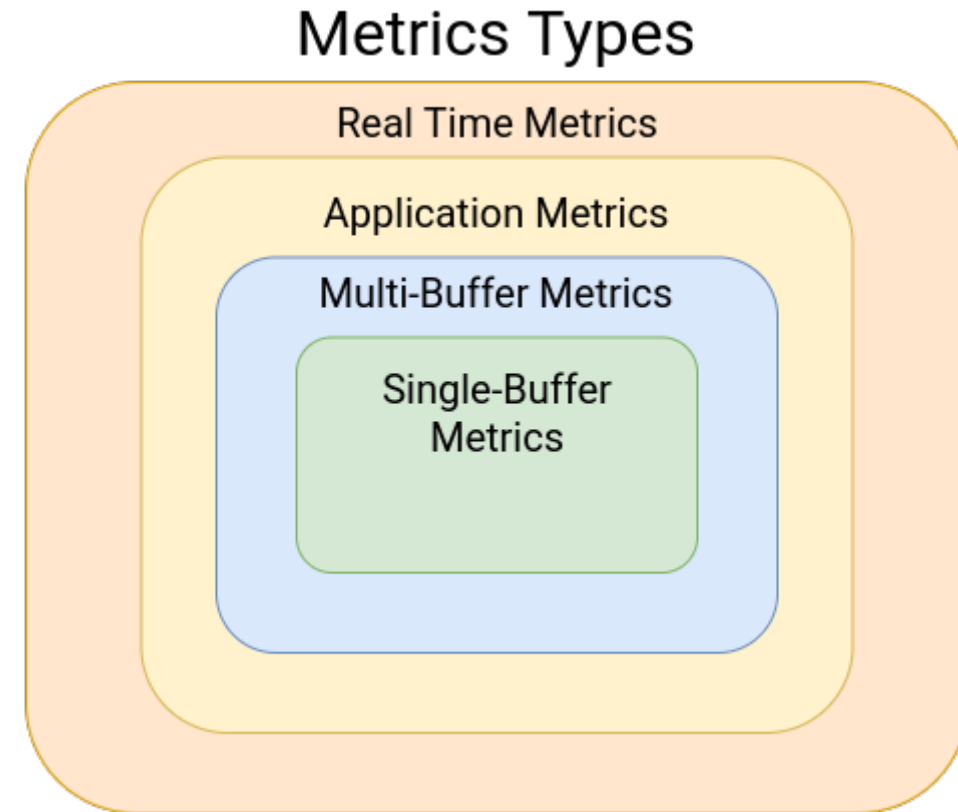 Metrics Types
Real Time Metrics
Application Metrics
Multi-Buffer Metrics
Single-Buffer
Metrics